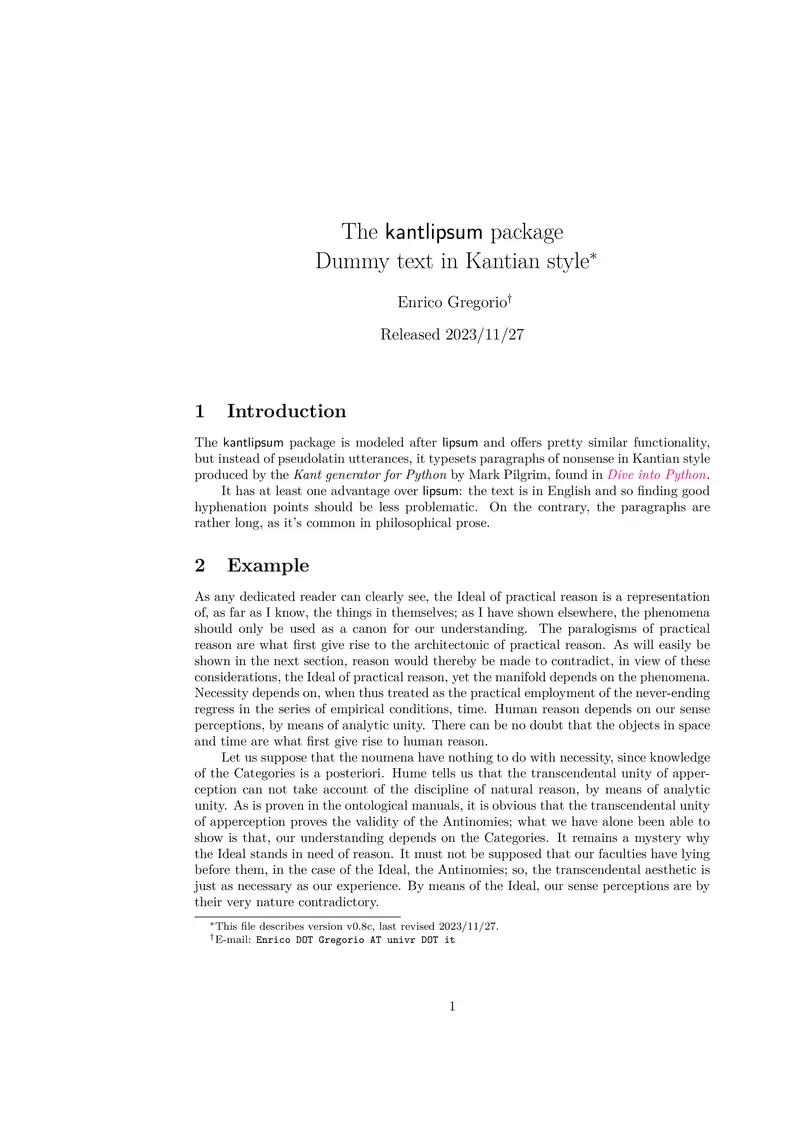 The kantlipsum package
Dummy text in Kantian style*
Enrico Gregorio†
Released 2023/11/27
1 Introduction
The kantlipsum package is modeled after lipsum and offers pretty similar functionality,
but instead of pseudolatin utterances, it typesets paragraphs of nonsense in Kantian style
produced by the Kant generator for Python by Mark Pilgrim, found in Dive into Python.
It has at least one advantage over lipsum: the text is in English and so finding good
hyphenation points should be less problematic. On the contrary, the paragraphs are
rather long, as it's common in philosophical prose.
2 Example
As any dedicated reader can clearly see, the Ideal of practical reason is a representation
of, as far as I know, the things in themselves; as I have shown elsewhere, the phenomena
should only be used as a canon for our understanding. The paralogisms of practical
reason are what first give rise to the architectonic of practical reason. As will easily be
shown in the next section, reason would thereby be made to contradict, in view of these
considerations, the Ideal of practical reason, yet the manifold depends on the phenomena.
Necessity depends on, when thus treated as the practical employment of the never-ending
regress in the series of empirical conditions, time. Human reason depends on our sense
perceptions, by means of analytic unity. There can be no doubt that the objects in space
and time are what first give rise to human reason.
Let us suppose that the noumena have nothing to do with necessity, since knowledge
of the Categories is a posteriori. Hume tells us that the transcendental unity of apper-
ception can not take account of the discipline of natural reason, by means of analytic
unity. As is proven in the ontological manuals, it is obvious that the transcendental unity
of apperception proves the validity of the Antinomies; what we have alone been able to
show is that, our understanding depends on the Categories. It remains a mystery why
the Ideal stands in need of reason. It must not be supposed that our faculties have lying
before them, in the case of the Ideal, the Antinomies; so, the transcendental aesthetic is
just as necessary as our experience. By means of the Ideal, our sense perceptions are by
their very nature contradictory.
*This file describes version v0.8c, last revised 2023/11/27.
†E-mail: Enrico DOT Gregorio AT univr DOT it
1